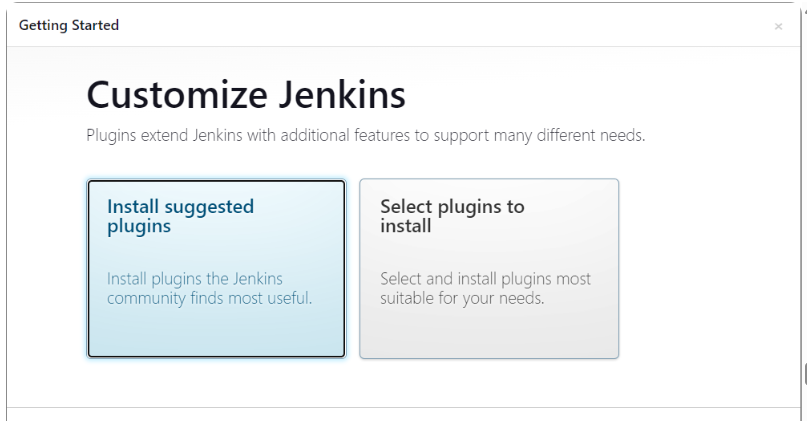 Getting Started
×
Customize Jenkins
Plugins extend Jenkins with additional features to support many different needs.
Install suggested
plugins
Install plugins the Jenkins
community finds most useful.
Select plugins to
install
Select and install plugins most
suitable for your needs.